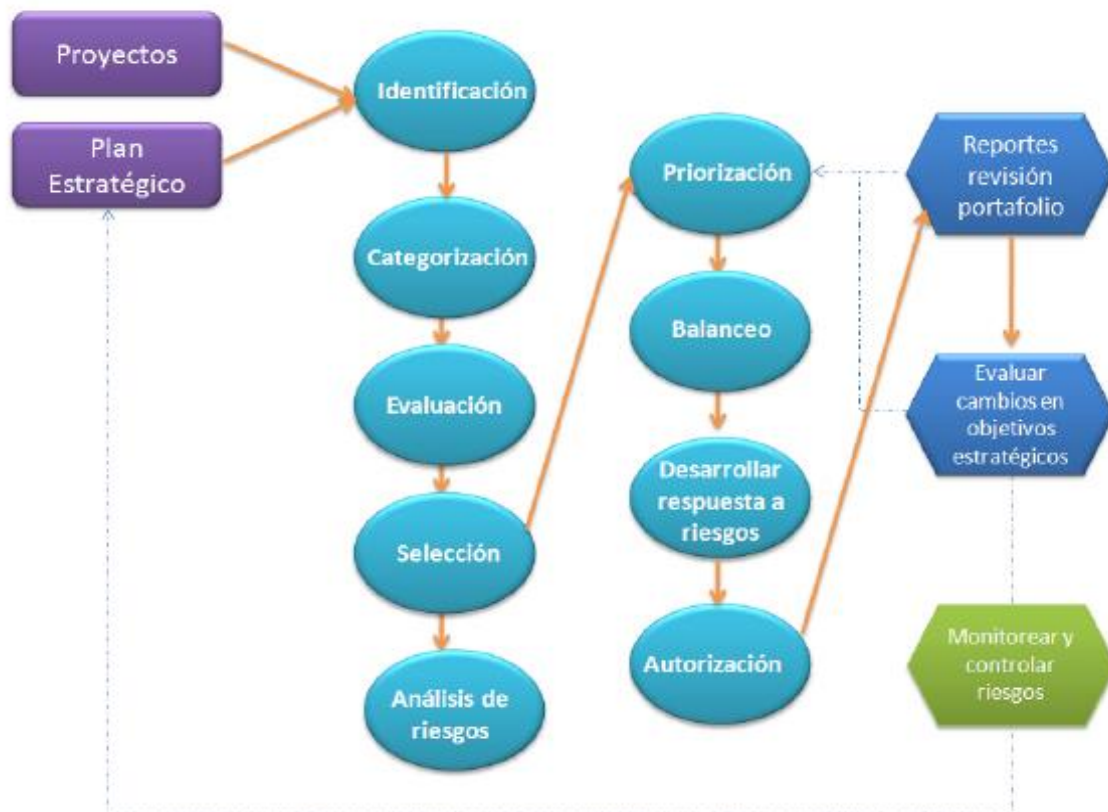 Proyectos
Plan
Estratégico
Identificación
Categorización
Evaluación
Selección
Análisis de
riesgos
Priorización
Balanceo
Desarrollar
respuesta a
riesgos
Autorización
Reportes
revisión
portafolio
Evaluar
cambios en
objetivos
estratégicos
Monitorear y
controlar
riesgos